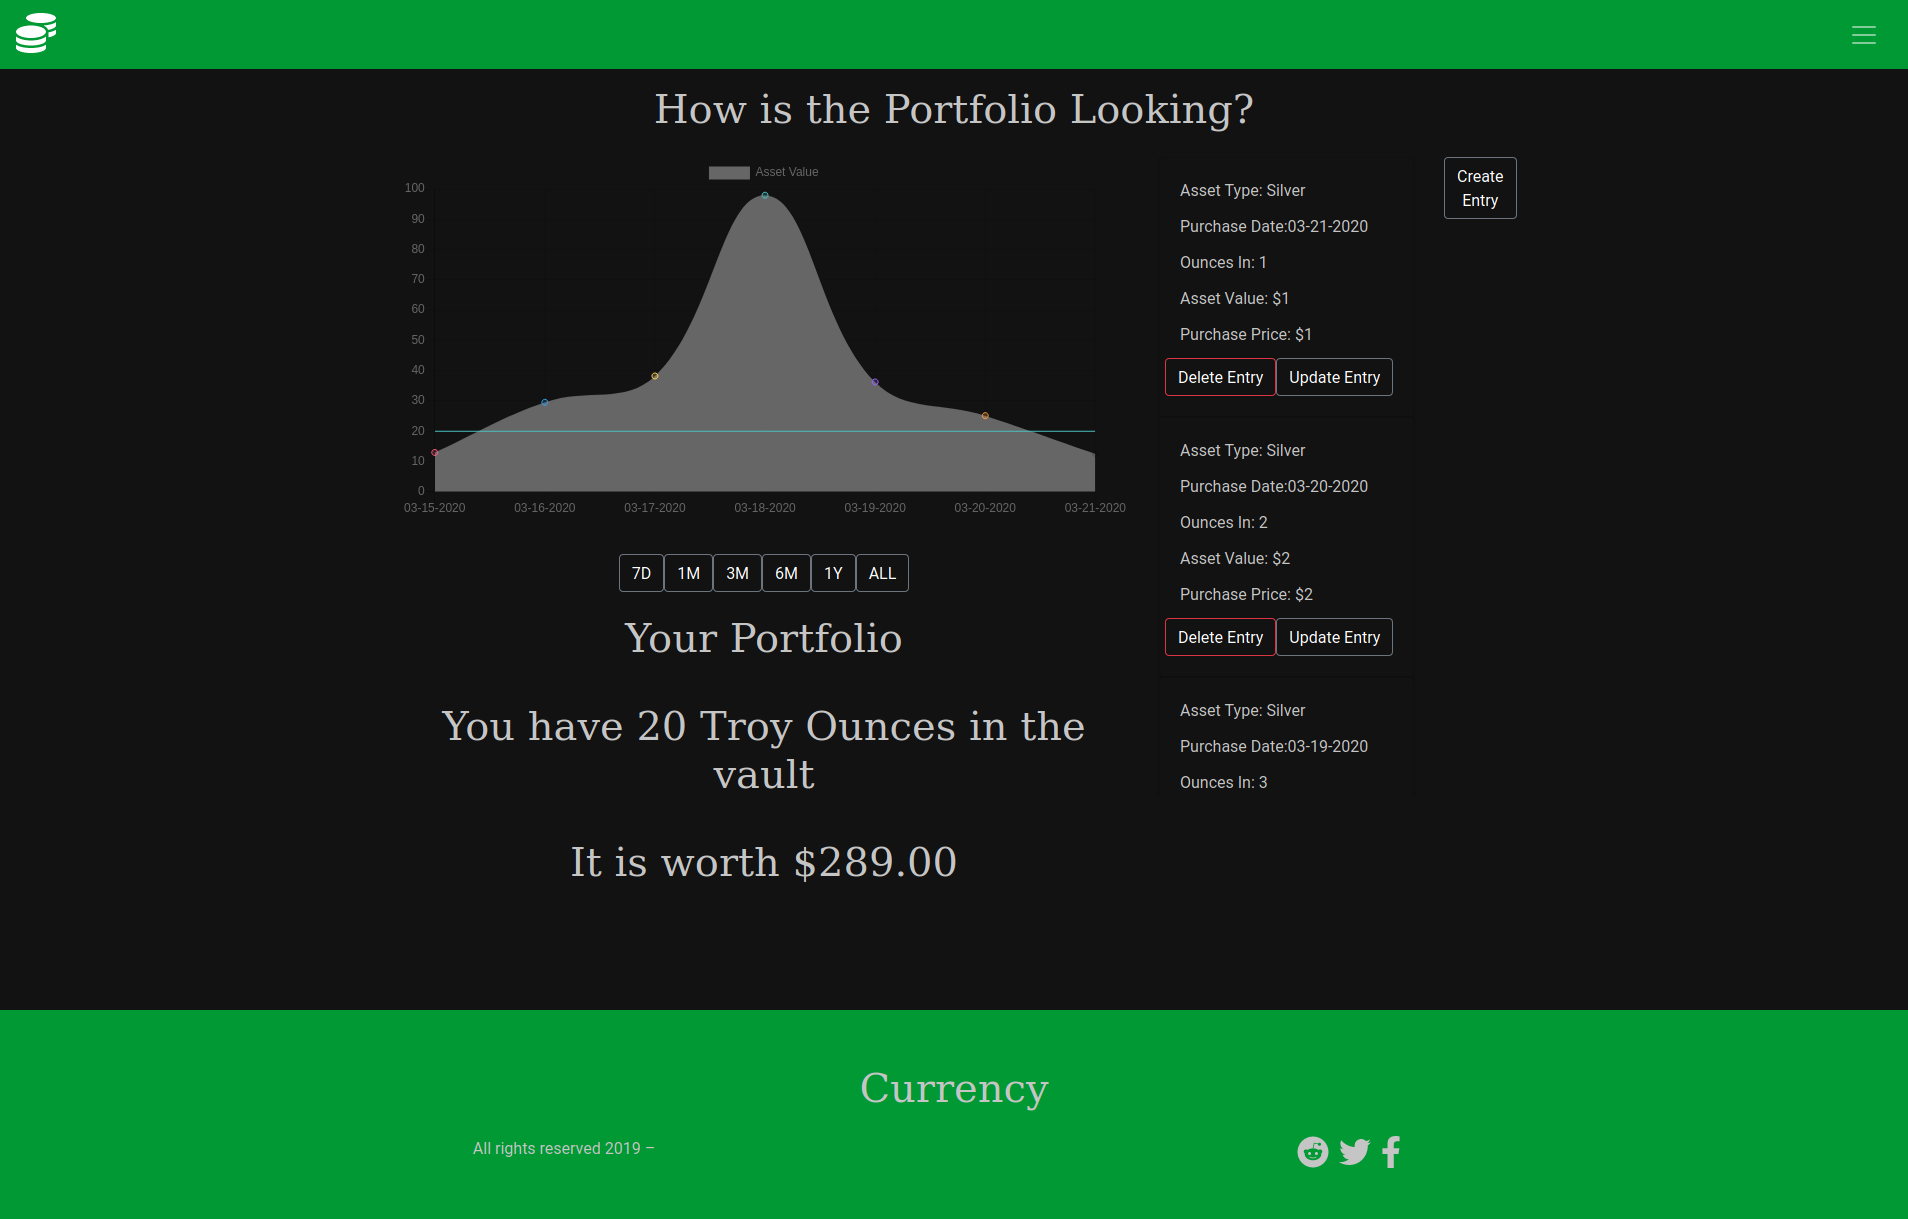 How is the Portfolio Looking?
Asset Value
100
90
80
70
60
50
40
30
20
10
0
03-15-2020 03-16-2020 03-17-2020 03-18-2020 03-19-2020 03-20-2020 03-21-2020
7D 1M 3M 6M 1Y ALL
Your Portfolio
You have 20 Troy Ounces in the
vault
It is worth $289.00
Asset Type: Silver
Purchase Date:03-21-2020
Ounces In: 1
Asset Value: $1
Purchase Price: $1
Delete Entry Update Entry
Asset Type: Silver
Purchase Date:03-20-2020
Ounces In: 2
Asset Value: $2
Purchase Price: $2
Delete Entry Update Entry
Asset Type: Silver
Purchase Date:03-19-2020
Ounces In: 3
Create
Entry
Currency
All rights reserved 2019 –